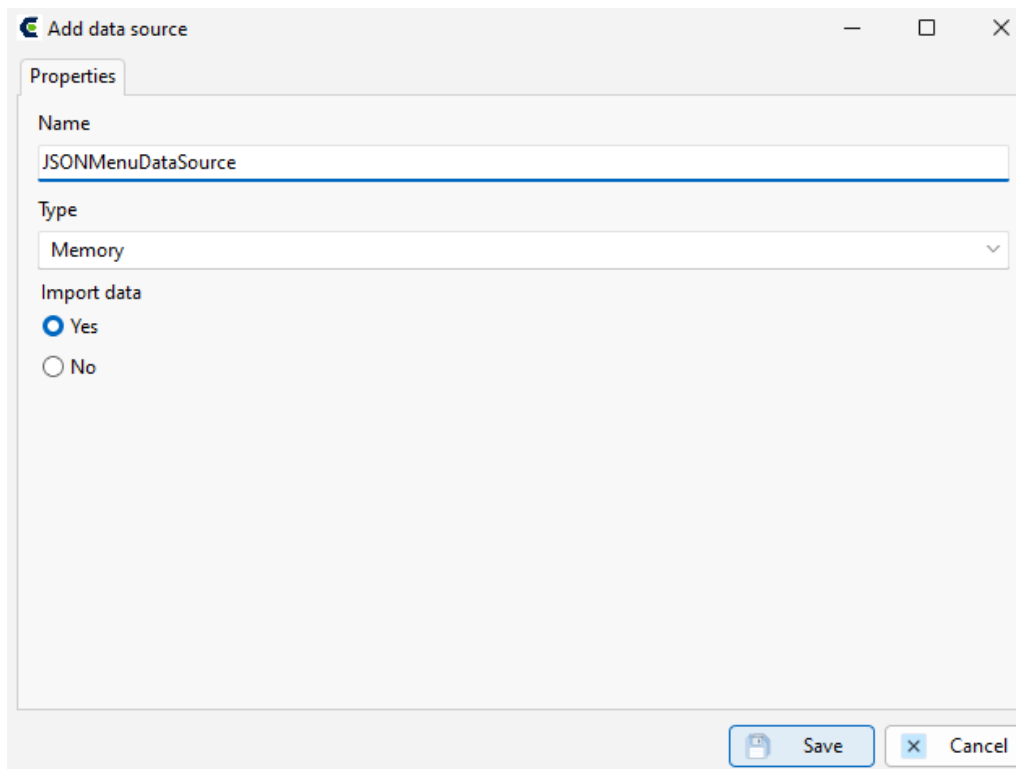 Add data source
Properties
Name
JSONMenuDataSource
Type
Memory
Import data
Yes
No
Save
Cancel